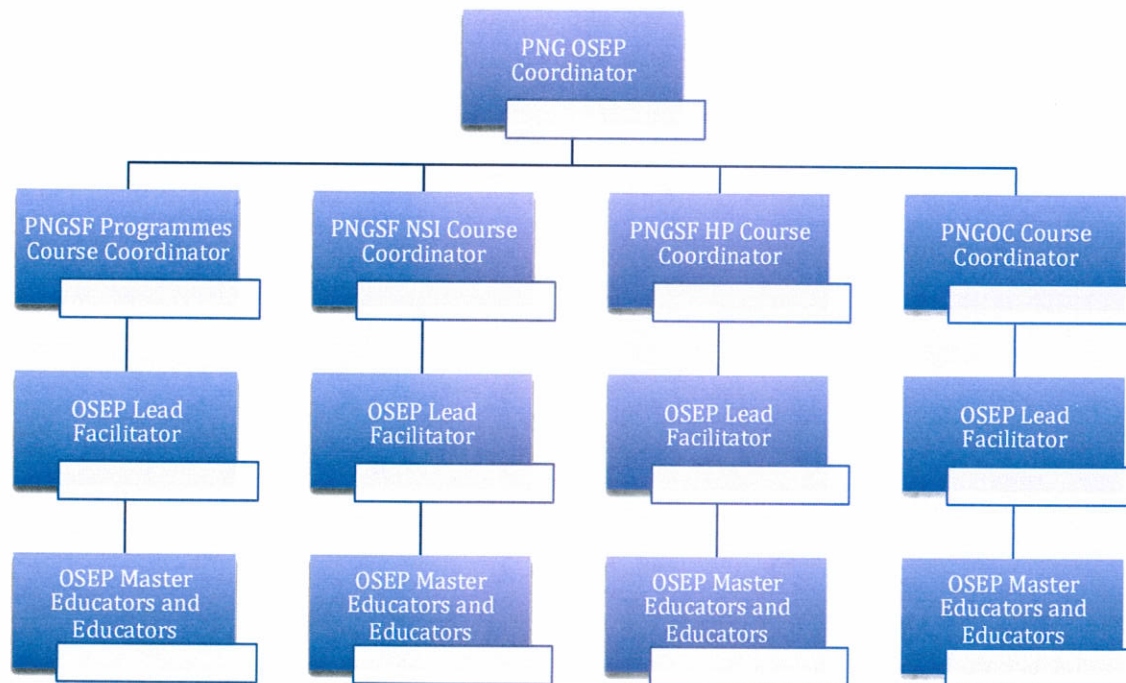 PNG OSEP
Coordinator
PNGSF Programmes
Course Coordinator
PNGSF NSI Course
Coordinator
PNGSF HP Course
Coordinator
PNGOC Course
Coordinator
OSEP Lead
Facilitator
OSEP Lead
Facilitator
OSEP Lead
Facilitator
OSEP Lead
Facilitator
OSEP Master
Educators and
Educators
OSEP Master
Educators and
Educators
OSEP Master
Educators and
Educators
OSEP Master
Educators and
Educators